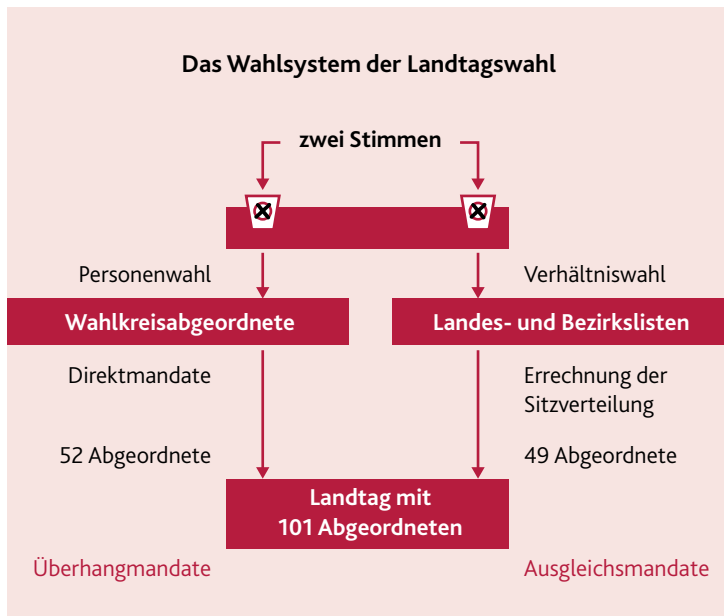 Das Wahlsystem der Landtagswahl
zwei Stimmen
Personenwahl
Verhältniswahl
Wahlkreisabgeordnete
Landes- und Bezirkslisten
Direktmandate
Errechnung der
Sitzverteilung
52 Abgeordnete
49 Abgeordnete
Landtag mit
101 Abgeordneten
Überhangmandate
Ausgleichsmandate